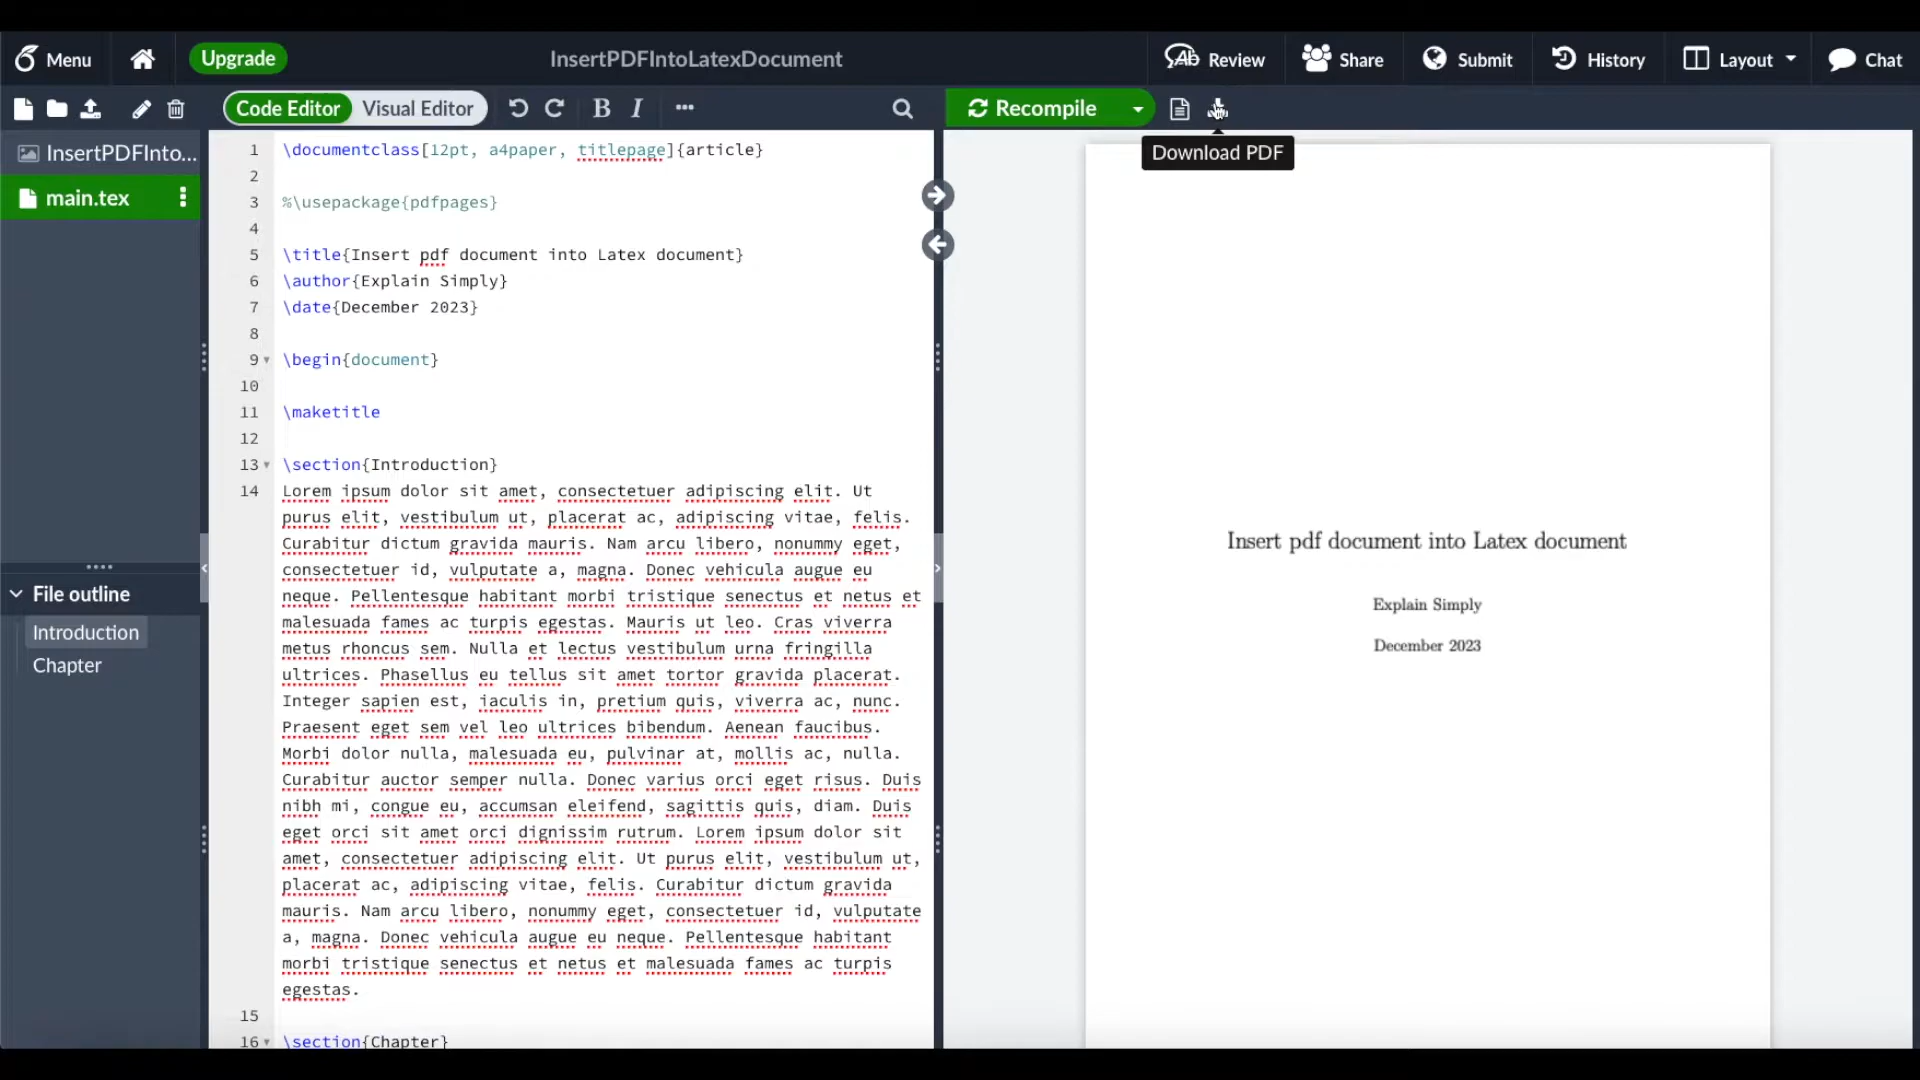 Menu
Upgrade
InsertPDFIntoLatexDocument
Review
Share
Submit
History
Layout
Chat
Code Editor
Visual Editor
B I
Recompile
Download PDF
InsertPDFInto...
main.tex
File outline
Introduction
Chapter
1 \documentclass[12pt, a4paper, titlepage]{article}
2
3 %\usepackage{pdfpages}
4
5 \title{Insert pdf document into Latex document}
6 \author{Explain Simply}
7 \date{December 2023}
8
9 \begin{document}
10
11 \maketitle
12
13 \section{Introduction}
14 Lorem ipsum dolor sit amet, consectetuer adipiscing elit. Ut
purus elit, vestibulum ut, placerat ac, adipiscing vitae, felis.
Curabitur dictum gravida mauris. Nam arcu libero, nonummy eget,
consectetuer id, vulputate a, magna. Donec vehicula augue eu
neque. Pellentesque habitant morbi tristique senectus et netus et
malesuada fames ac turpis egestas. Mauris ut leo. Cras viverra
metus rhoncus sem. Nulla et lectus vestibulum urna fringilla
ultrices. Phasellus eu tellus sit amet tortor gravida placerat.
Integer sapien est, iaculis in, pretium quis, viverra ac, nunc.
Praesent eget sem vel leo ultrices bibendum. Aenean faucibus.
Morbi dolor nulla, malesuada eu, pulvinar at, mollis ac, nulla.
Curabitur auctor semper nulla. Donec varius orci eget risus. Duis
nibh mi, congue eu, accumsan eleifend, sagittis quis, diam. Duis
eget orci sit amet orci dignissim rutrum. Lorem ipsum dolor sit
amet, consectetuer adipiscing elit. Ut purus elit, vestibulum ut,
placerat ac, adipiscing vitae, felis. Curabitur dictum gravida
mauris. Nam arcu libero, nonummy eget, consectetuer id, vulputate
a, magna. Donec vehicula augue eu neque. Pellentesque habitant
morbi tristique senectus et netus et malesuada fames ac turpis
egestas.
15
16 \section{Chapter}
Insert pdf document into Latex document
Explain Simply
December 2023